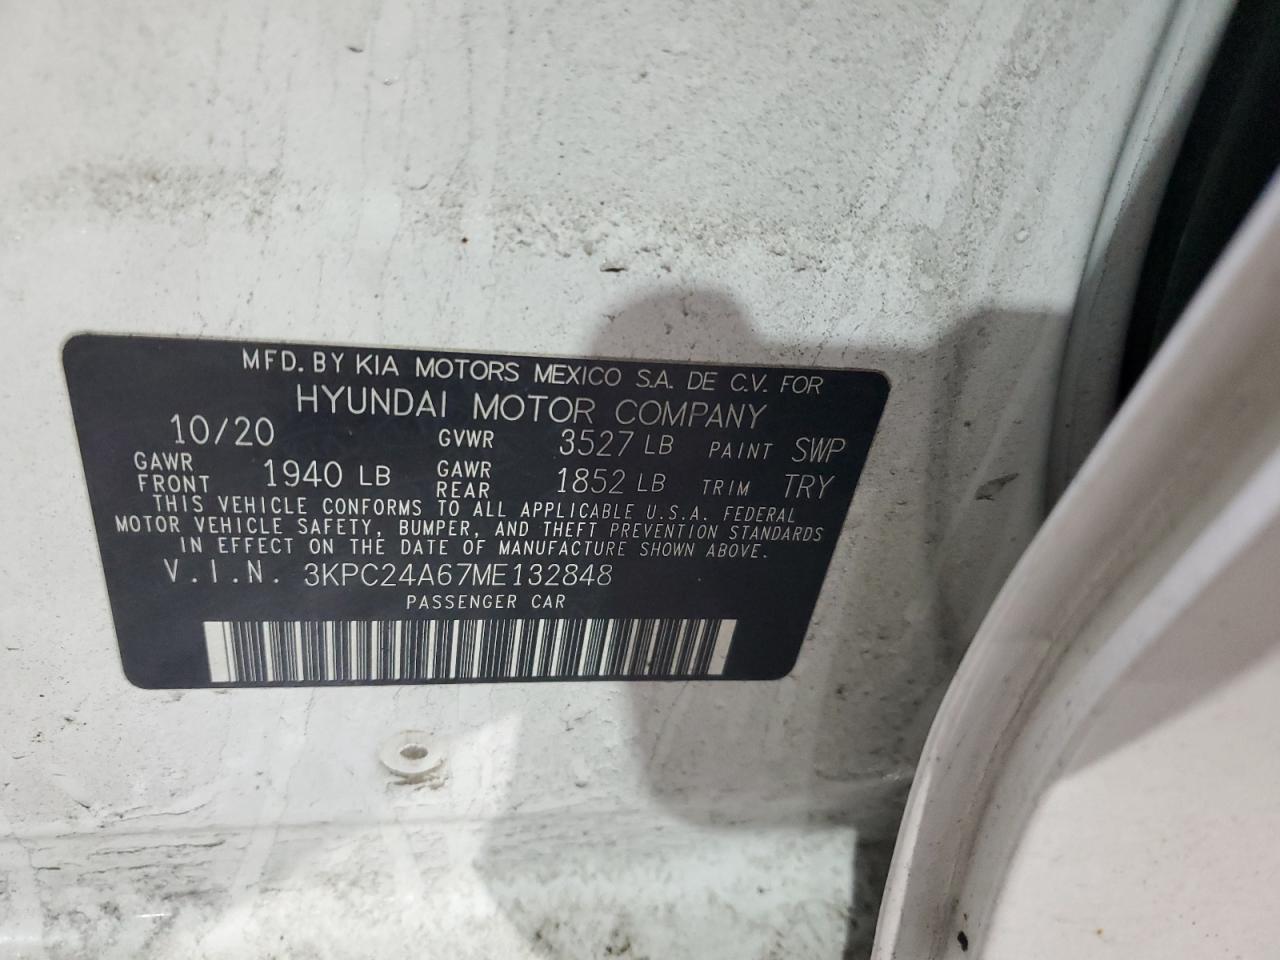 MFD. BY KIA MOTORS MEXICO S.A. DE C.V. FOR
HYUNDAI MOTOR COMPANY
10/20 GVWR 3527 LB PAINT SWP
GAWR FRONT 1940 LB GAWR REAR 1852 LB TRIM TRY
THIS VEHICLE CONFORMS TO ALL APPLICABLE U.S.A. FEDERAL
MOTOR VEHICLE SAFETY, BUMPER, AND THEFT PREVENTION STANDARDS
IN EFFECT ON THE DATE OF MANUFACTURE SHOWN ABOVE.
V.I.N. 3KPC24A67ME132848
PASSENGER CAR